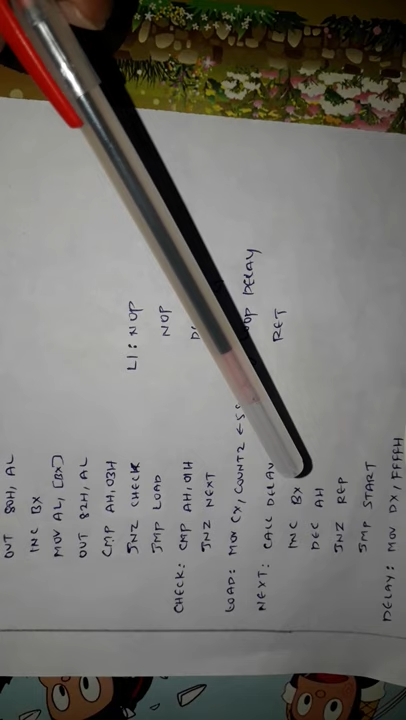 OUT 80H, AL
INC BX
MOV AL, [BX]
OUT 82H, AL
CMP AH, 03H
JNZ CHECK
JMP LOAD
CHECK: CMP AH, 01H
JNZ NEXT
LOAD: MOV CX, COUNT2 ←
NEXT: CALL DELAY
INC BX
DEC AH
JNZ REP
JMP START
DELAY: MOV DX, FFFFH
L1: NOP
NOP
DELAY
RET